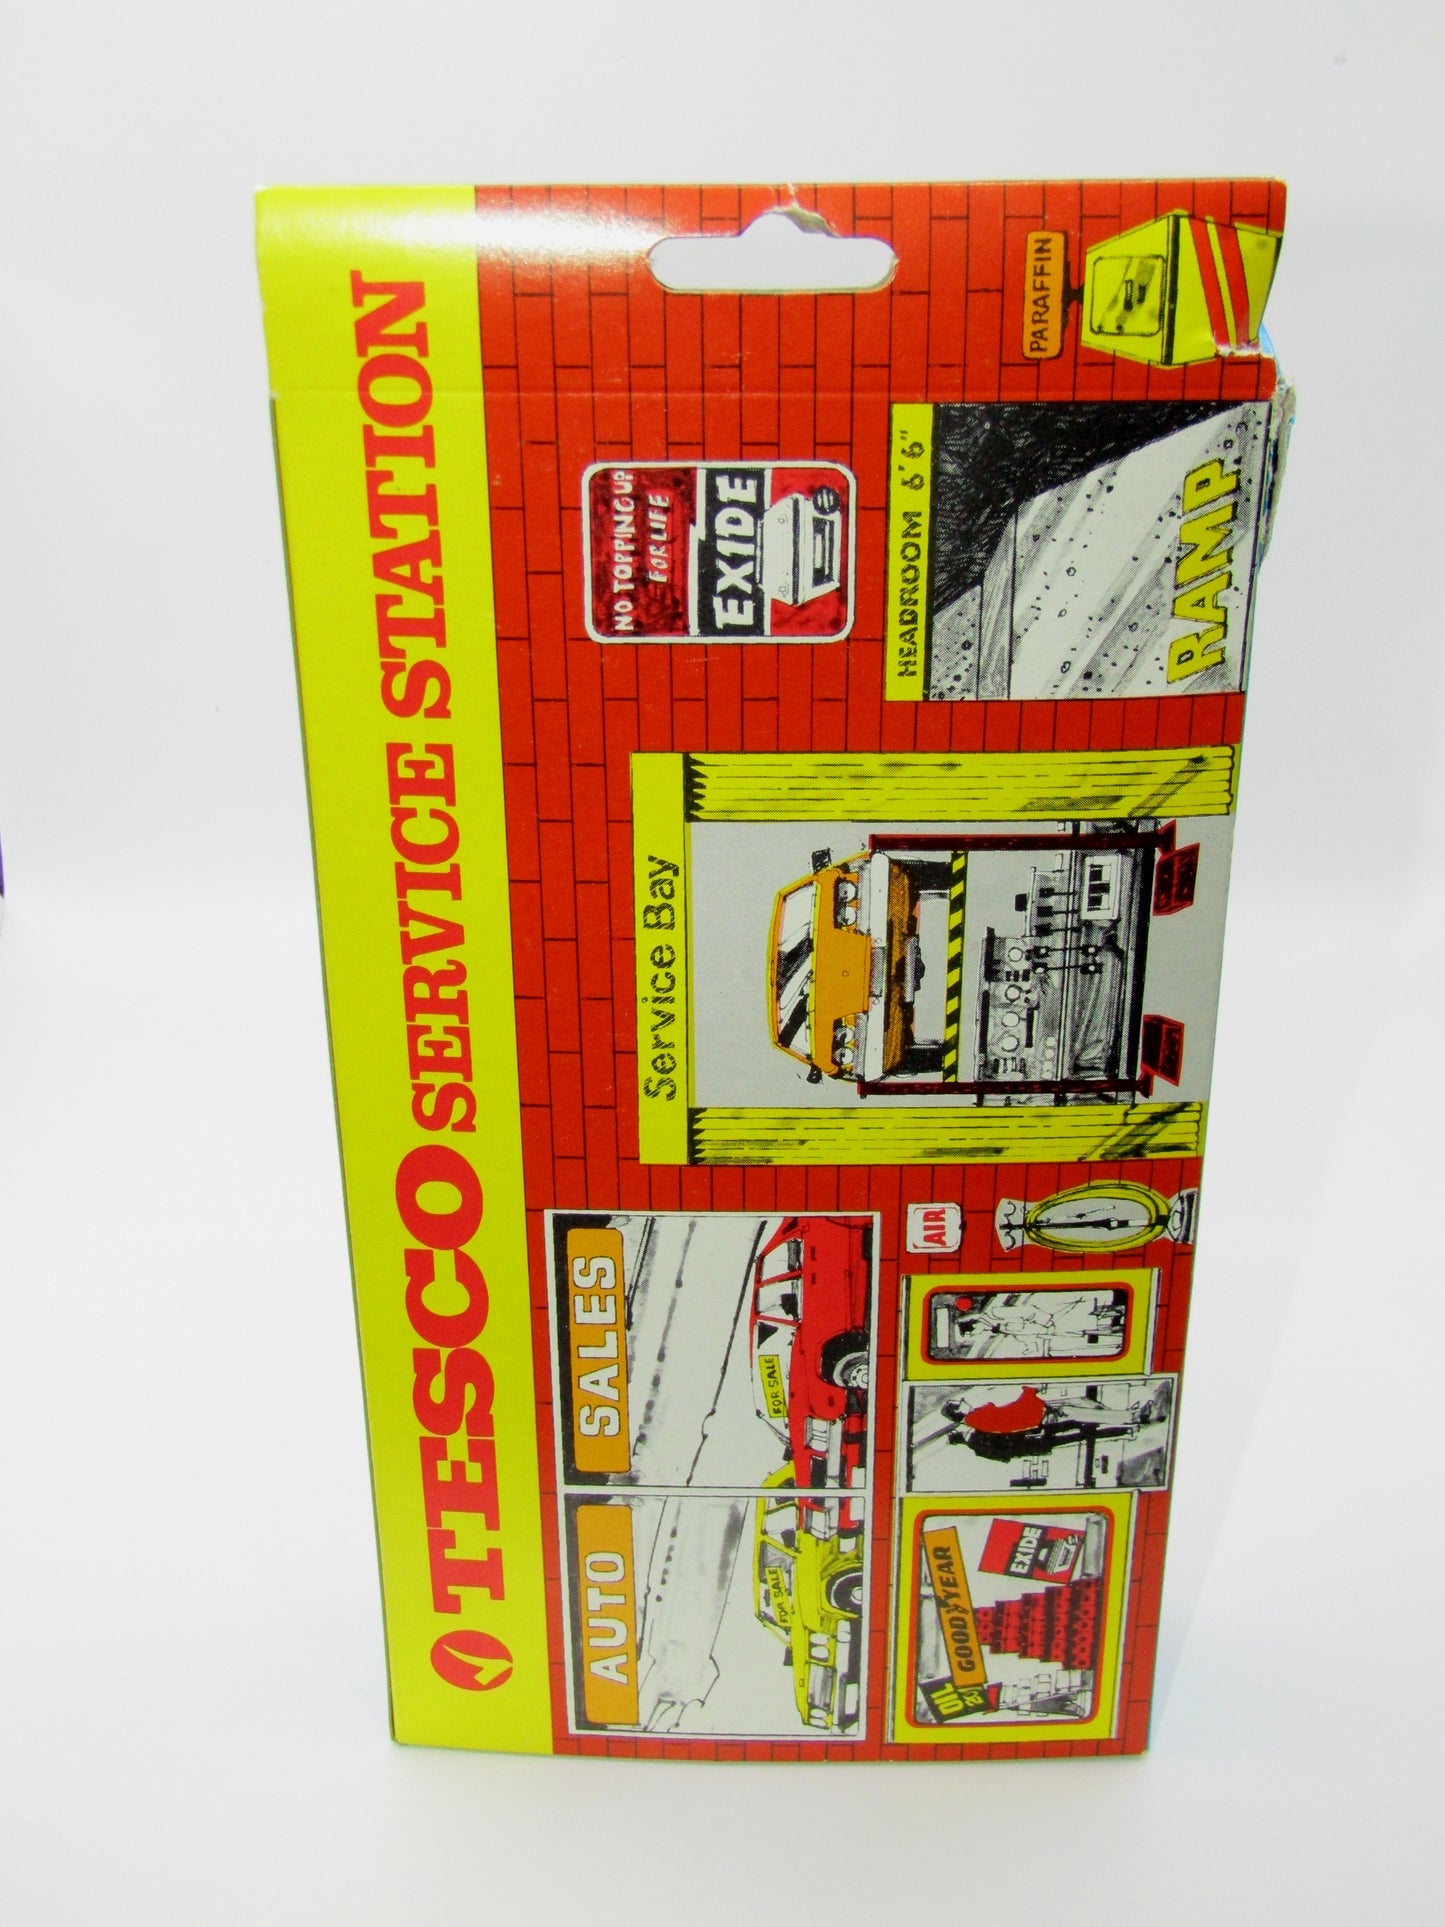 TESCO SERVICE STATION
AUTO
SALES
FOR SALE
FOR SALE
OIL
GOODYEAR
EXIDE
AIR
Service Bay
NO TOPPING UP
FOR LIFE
EXIDE
HEADROOM 6'6"
RAMP
PARAFFIN